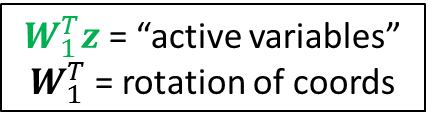 W₁ᵀz = “active variables”
W₁ᵀ = rotation of coords